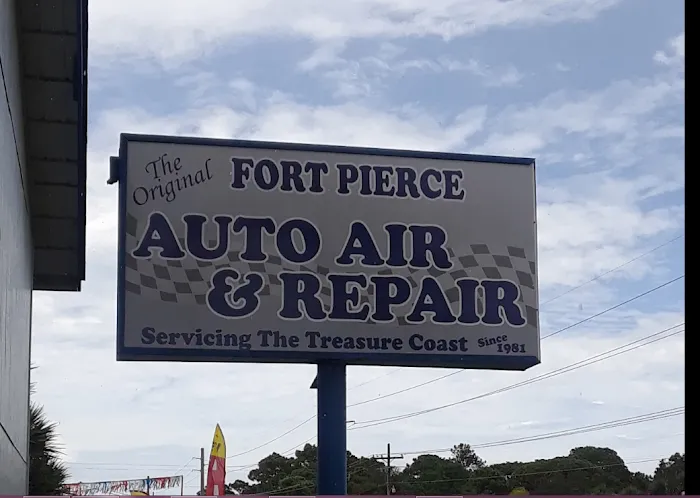 The
Original
FORT PIERCE
AUTO AIR
& REPAIR
Servicing The Treasure Coast
Since
1981